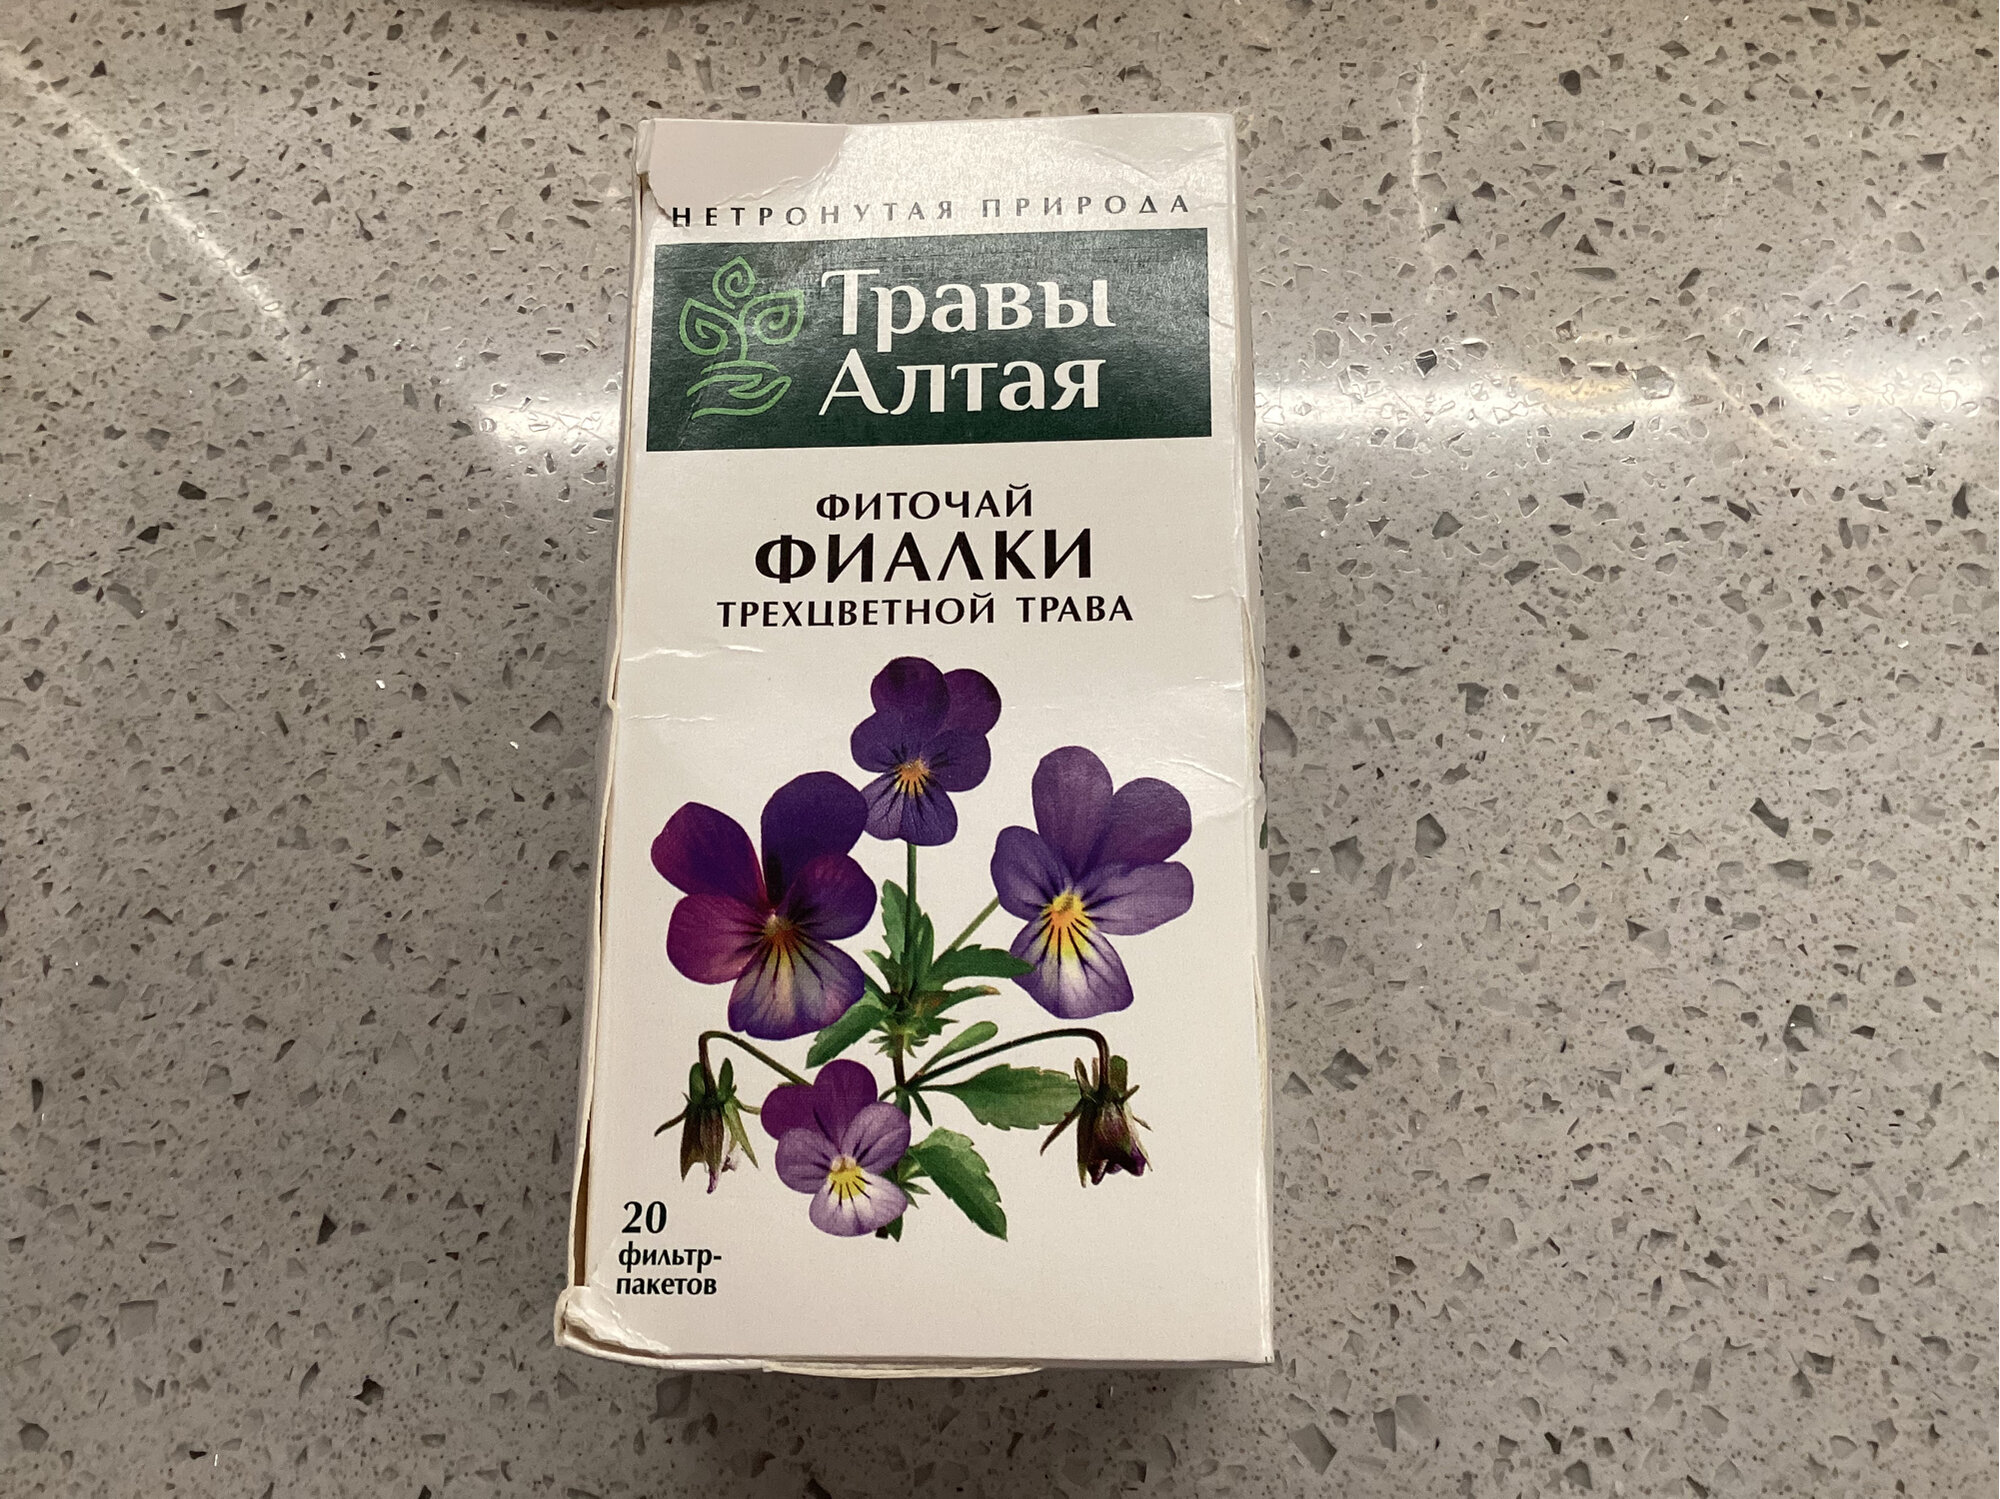 НЕТРОНУТАЯ ПРИРОДА
Травы
Алтая
ФИТОЧАЙ
ФИАЛКИ
ТРЕХЦВЕТНОЙ ТРАВА
20
фильтр-
пакетов